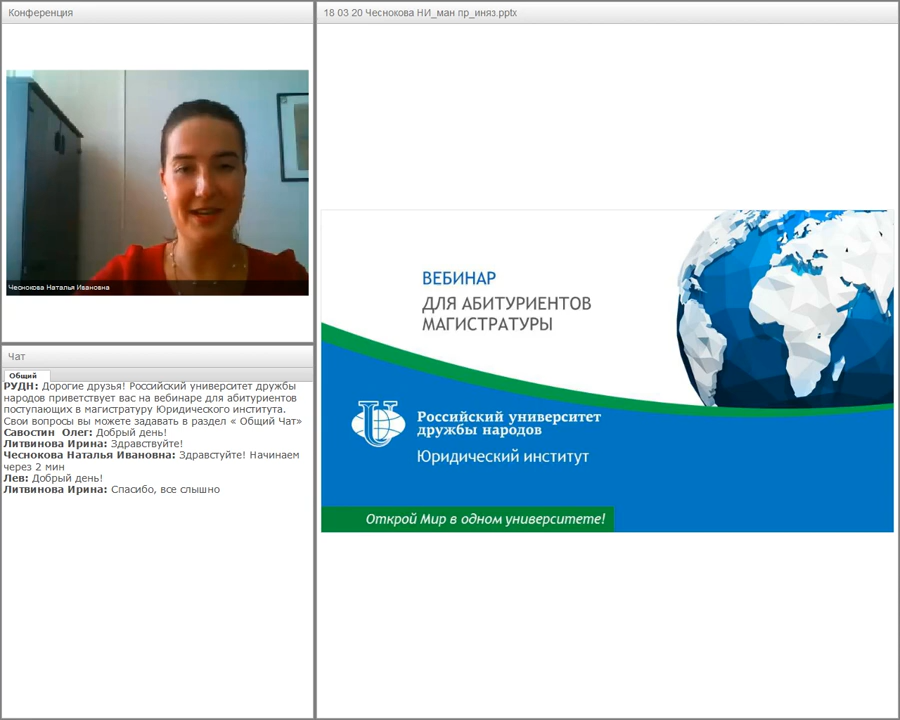 Конференция
Чеснокова Наталья Ивановна
Чат
Общий
РУДН: Дорогие друзья! Российский университет дружбы
народов приветствует вас на вебинаре для абитуриентов
поступающих в магистратуру Юридического института.
Свои вопросы вы можете задавать в раздел « Общий Чат»
Савостин Олег: Добрый день!
Литвинова Ирина: Здравствуйте!
Чеснокова Наталья Ивановна: Здравстуйте! Начинаем
через 2 мин
Лев: Добрый день!
Литвинова Ирина: Спасибо, все слышно
18 03 20 Чеснокова НИ_ман пр_иняз.pptx
ВЕБИНАР
ДЛЯ АБИТУРИЕНТОВ
МАГИСТРАТУРЫ
Российский университет
дружбы народов
Юридический институт
Открой Мир в одном университете!